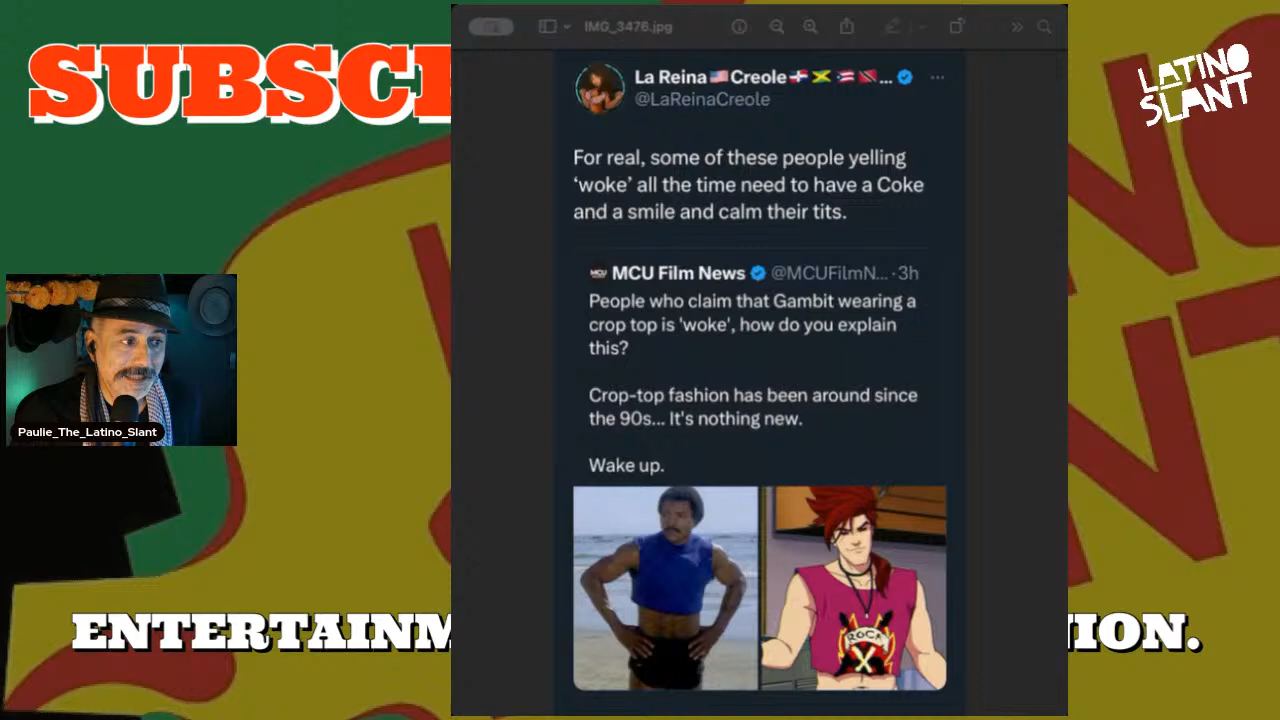 SUBSC
IMG_3476.jpg
LATINO
SLANT
La Reina🇺🇸Creole🇩🇴🇯🇲🇵🇷🇹🇹...
@LaReinaCreole
For real, some of these people yelling
‘woke’ all the time need to have a Coke
and a smile and calm their tits.
MCU
MCU Film News @MCUFilmN... · 3h
People who claim that Gambit wearing a
crop top is 'woke', how do you explain
this?
Crop-top fashion has been around since
the 90s... It's nothing new.
Wake up.
ROCK
Paulie_The_Latino_Slant
ENTERTAINM
ION.